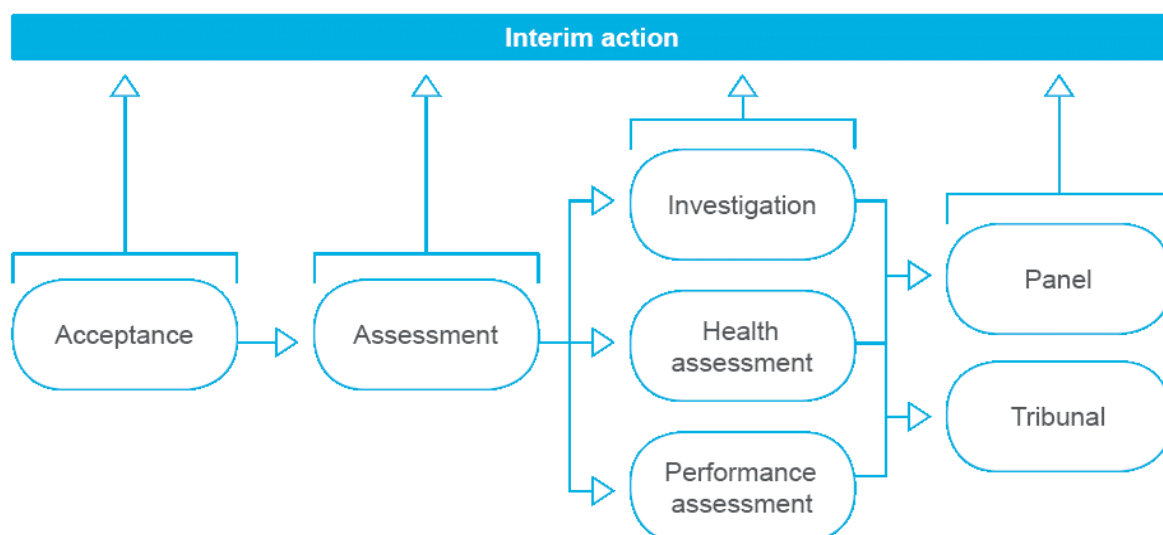 Interim action
Acceptance
Assessment
Investigation
Health
assessment
Performance
assessment
Panel
Tribunal